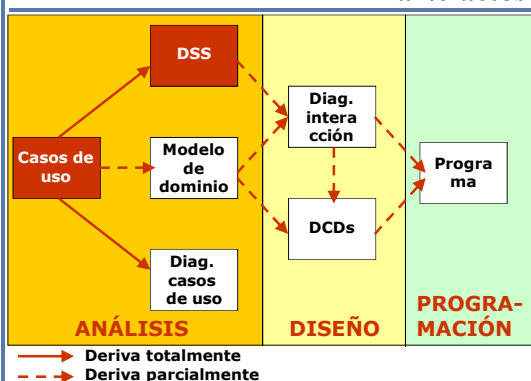 DSS
Diag.
intera
cción
Casos de
uso
Modelo
de
dominio
Progra
ma
DCDs
Diag.
casos
de uso
ANÁLISIS
DISEÑO
PROGRA-
MACIÓN
Deriva totalmente
Deriva parcialmente